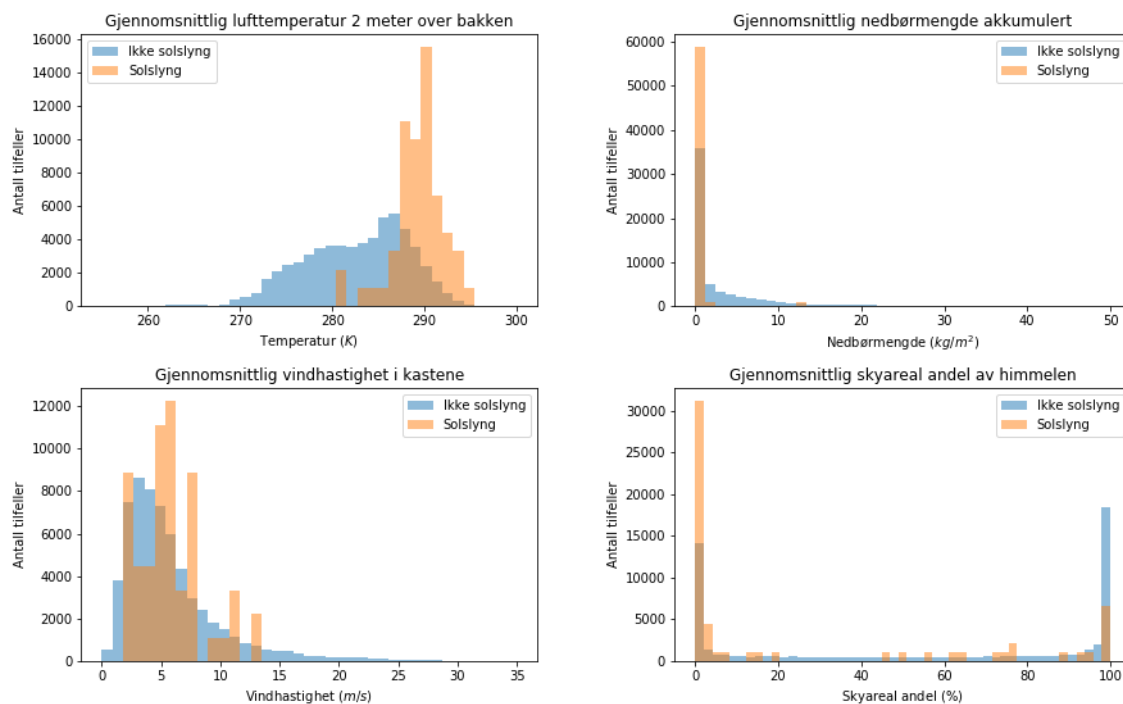 Gjennomsnittlig lufttemperatur 2 meter over bakken
Ikke solslyng
Solslyng
Antall tilfeller
16000
14000
12000
10000
8000
6000
4000
2000
0
260
270
280
290
300
Temperatur (K)
Gjennomsnittlig nedbørmengde akkumulert
Ikke solslyng
Solslyng
Antall tilfeller
60000
50000
40000
30000
20000
10000
0
0
10
20
30
40
50
Nedbørmengde (kg/m²)
Gjennomsnittlig vindhastighet i kastene
Ikke solslyng
Solslyng
Antall tilfeller
12000
10000
8000
6000
4000
2000
0
0
5
10
15
20
25
30
35
Vindhastighet (m/s)
Gjennomsnittlig skyareal andel av himmelen
Ikke solslyng
Solslyng
Antall tilfeller
30000
25000
20000
15000
10000
5000
0
0
20
40
60
80
100
Skyareal andel (%)